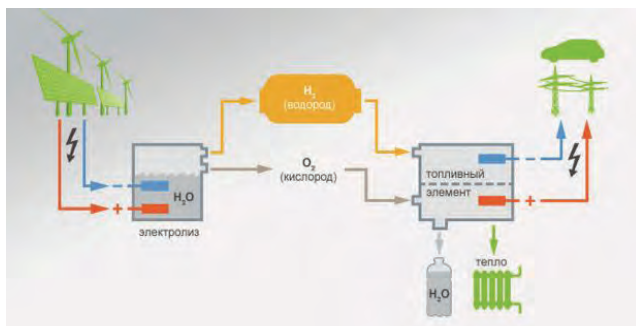 H₂
(водород)
O₂
(кислород)
H₂O
+
электролиз
топливный
элемент
+
тепло
H₂O